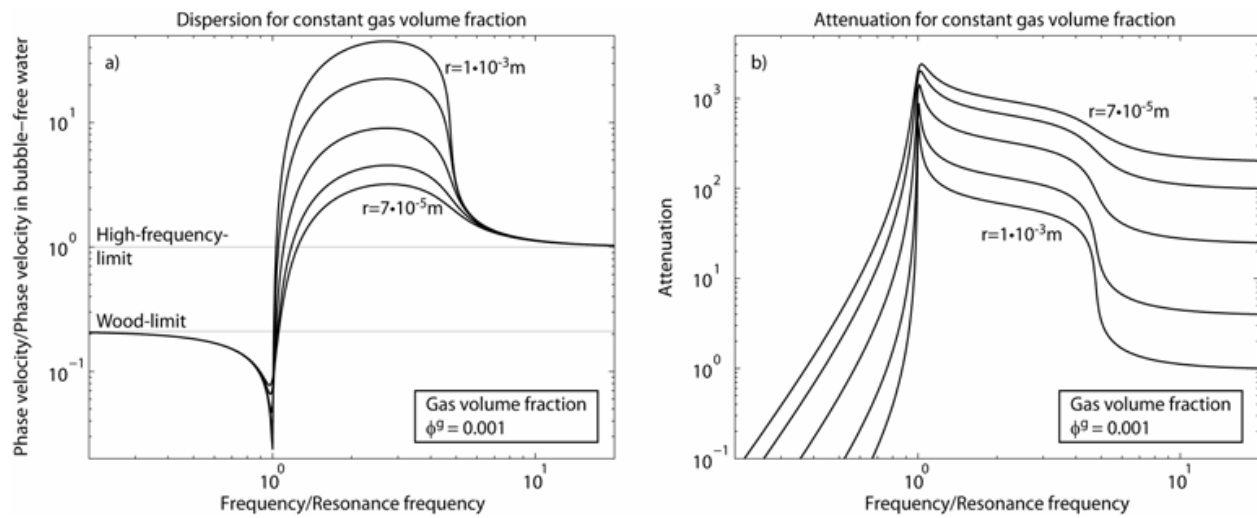 Dispersion for constant gas volume fraction
a)
r=1•10⁻³m
r=7•10⁻⁵m
High-frequency-
limit
Wood-limit
Gas volume fraction
ϕᵍ = 0.001
10¹
10⁰
10⁻¹
10⁰
10¹
Frequency/Resonance frequency
Phase velocity/Phase velocity in bubble–free water
Attenuation for constant gas volume fraction
b)
r=7•10⁻⁵m
r=1•10⁻³m
Gas volume fraction
ϕᵍ = 0.001
10³
10²
10¹
10⁰
10⁻¹
10⁰
10¹
Frequency/Resonance frequency
Attenuation